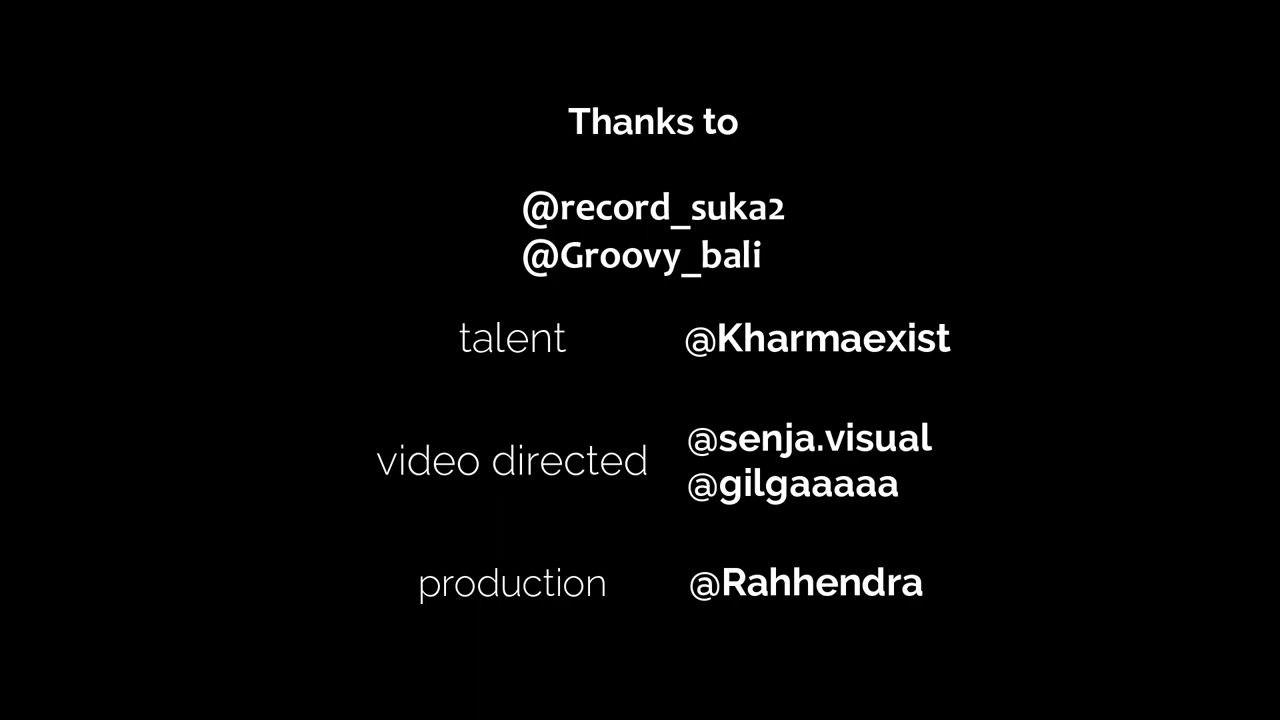 Thanks to
@record_suka2
@Groovy_bali
talent @Kharmaexist
video directed @senja.visual
@gilgaaaaa
production @Rahhendra